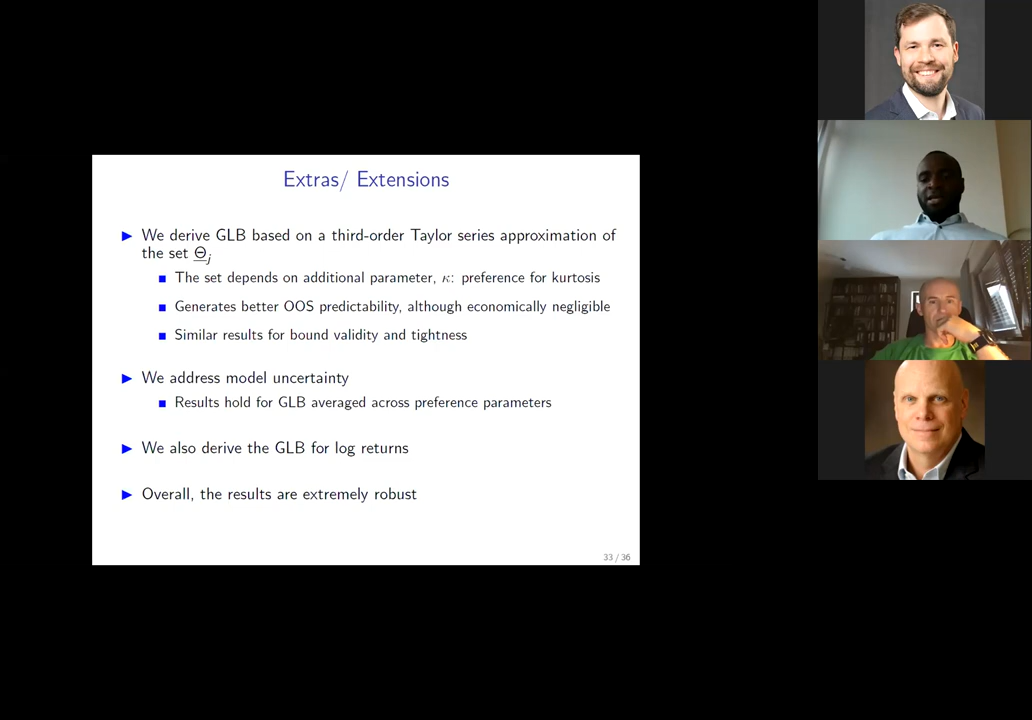 Extras/ Extensions
▶ We derive GLB based on a third-order Taylor series approximation of
the set Θ̲ⱼ
■ The set depends on additional parameter, κ: preference for kurtosis
■ Generates better OOS predictability, although economically negligible
■ Similar results for bound validity and tightness
▶ We address model uncertainty
■ Results hold for GLB averaged across preference parameters
▶ We also derive the GLB for log returns
▶ Overall, the results are extremely robust
33 / 36